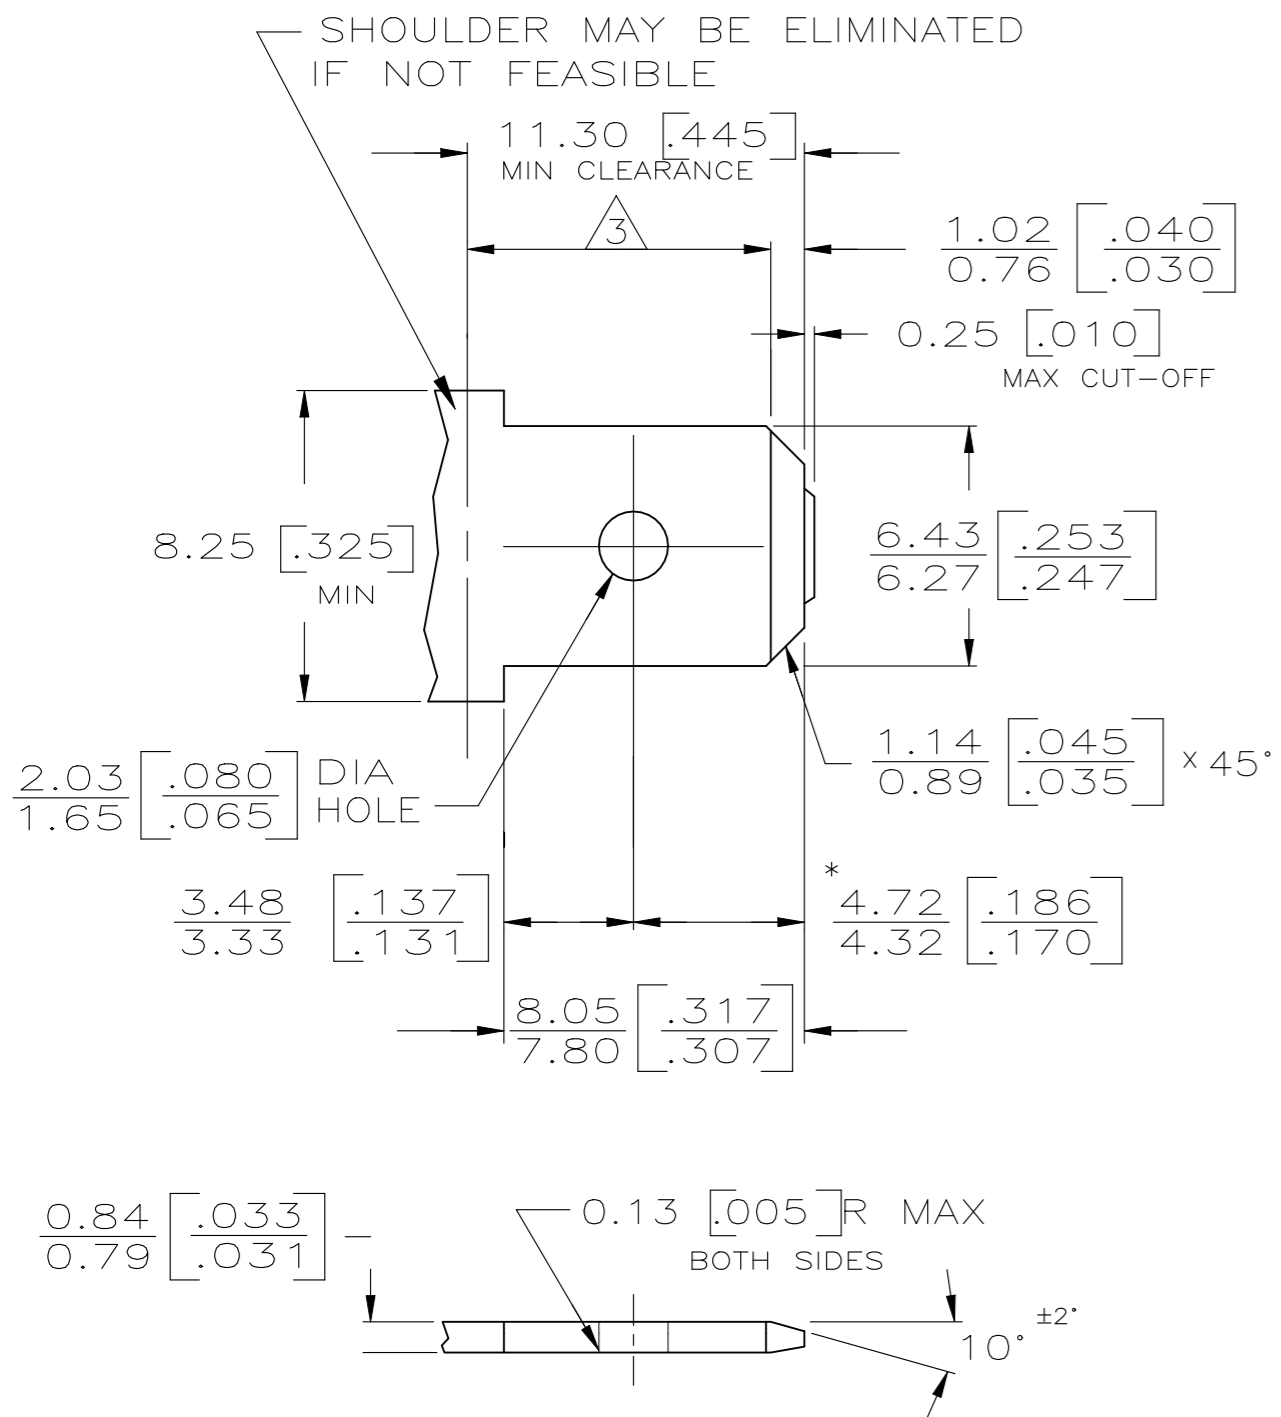 SHOULDER MAY BE ELIMINATED
IF NOT FEASIBLE
11.30 [.445]
MIN CLEARANCE
3
1.02 [.040
0.76 .030]
0.25 [.010]
MAX CUT-OFF
8.25 [.325]
MIN
6.43 [.253
6.27 .247]
2.03 [.080
1.65 .065]
DIA
HOLE
1.14 [.045
0.89 .035] x 45°
3.48 [.137
3.33 .131]
*
4.72 [.186
4.32 .170]
8.05 [.317
7.80 .307]
0.84 [.033
0.79 .031]
0.13 [.005] R MAX
BOTH SIDES
10° ±2°